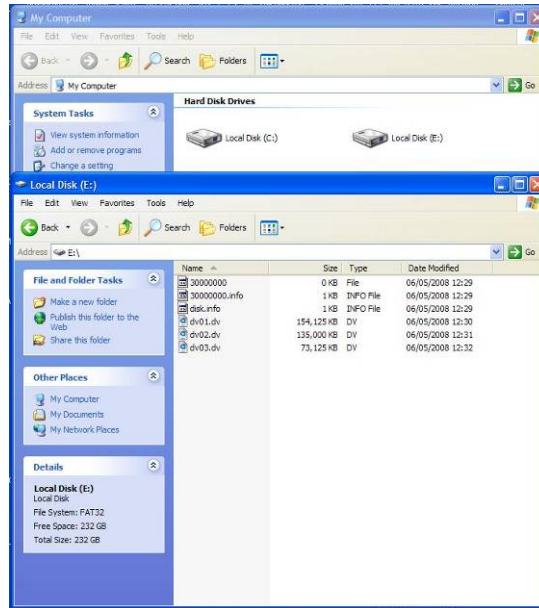 My Computer
File Edit View Favorites Tools Help
Back Search Folders
Address My Computer Go
System Tasks
View system information
Add or remove programs
Change a setting
Hard Disk Drives
Local Disk (C:) Local Disk (E:)
Local Disk (E:)
File Edit View Favorites Tools Help
Back Search Folders
Address E:\ Go
File and Folder Tasks
Make a new folder
Publish this folder to the
Web
Share this folder
Other Places
My Computer
My Documents
My Network Places
Details
Local Disk (E:)
Local Disk
File System: FAT32
Free Space: 232 GB
Total Size: 232 GB
Name Size Type Date Modified
30000000 0 KB File 06/05/2008 12:29
30000000.info 1 KB INFO File 06/05/2008 12:29
disk.info 1 KB INFO File 06/05/2008 12:29
dv01.dv 154,125 KB DV 06/05/2008 12:30
dv02.dv 135,000 KB DV 06/05/2008 12:31
dv03.dv 73,125 KB DV 06/05/2008 12:32